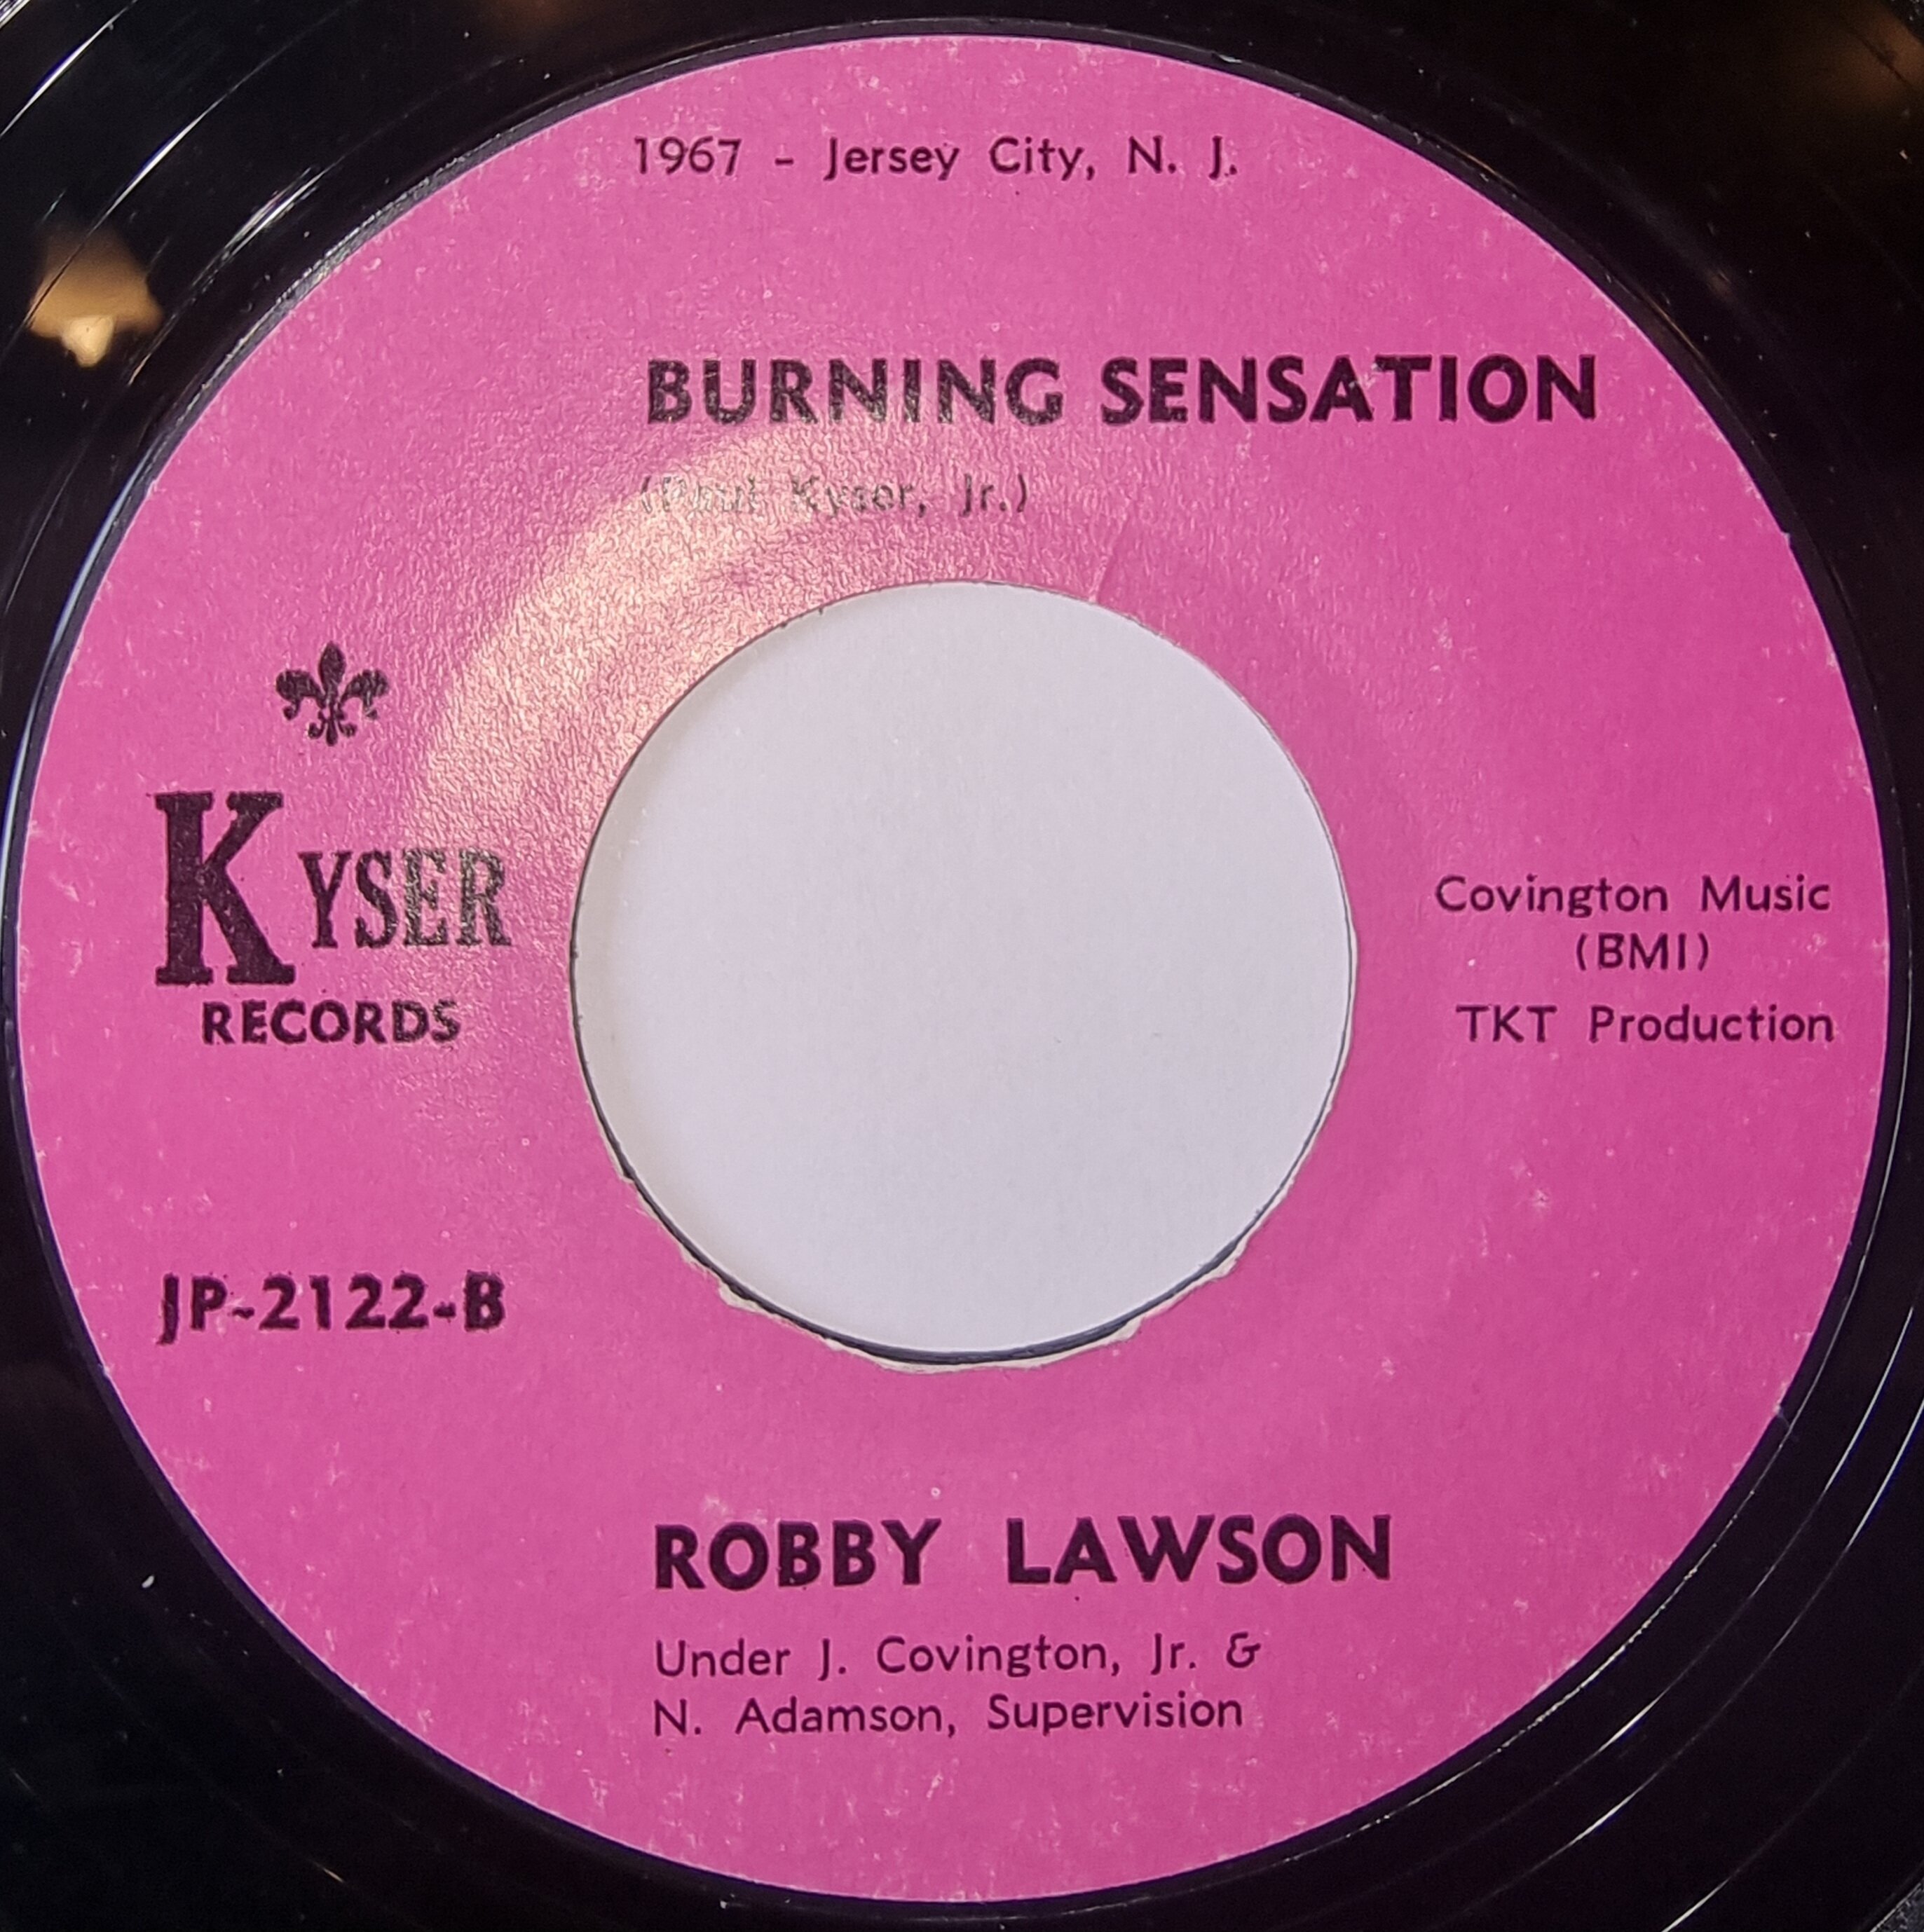 1967 - Jersey City, N. J.
BURNING SENSATION
(Paul Kyser, Jr.)
KYSER
RECORDS
Covington Music
(BMI)
TKT Production
JP-2122-B
ROBBY LAWSON
Under J. Covington, Jr. &
N. Adamson, Supervision